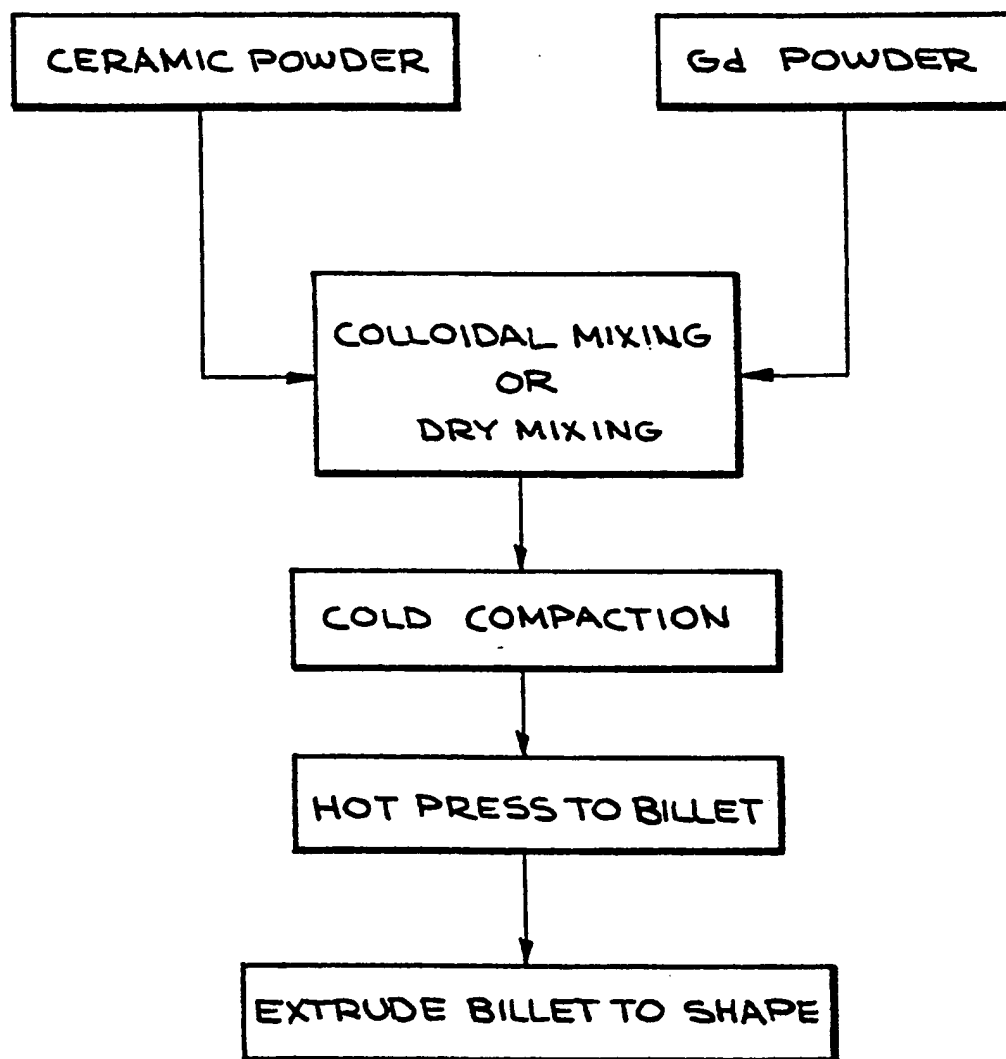 CERAMIC POWDER
Gd POWDER
COLLOIDAL MIXING
OR
DRY MIXING
COLD COMPACTION
HOT PRESS TO BILLET
EXTRUDE BILLET TO SHAPE